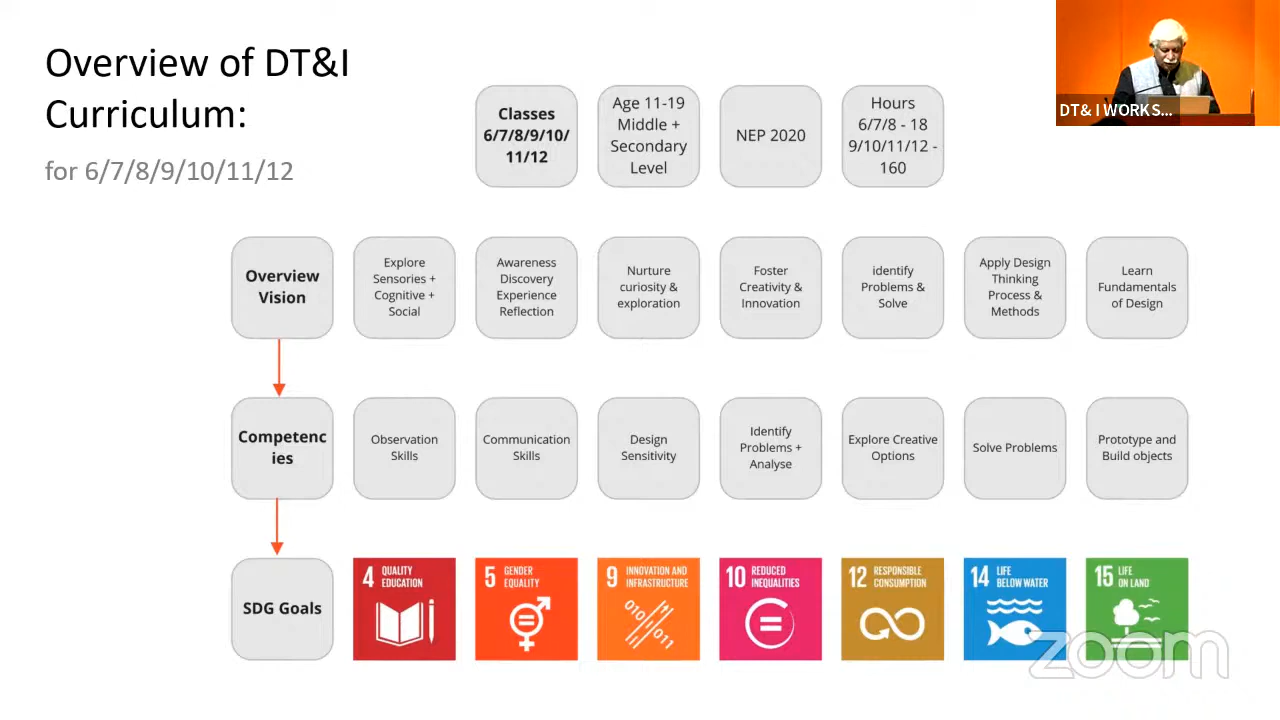 Overview of DT&I
Curriculum:
for 6/7/8/9/10/11/12
Classes
6/7/8/9/10/
11/12
Age 11-19
Middle +
Secondary
Level
NEP 2020
Hours
6/7/8 - 18
9/10/11/12 -
160
DT& I WORKS...
Overview
Vision
Explore
Sensories +
Cognitive +
Social
Awareness
Discovery
Experience
Reflection
Nurture
curiosity &
exploration
Foster
Creativity &
Innovation
identify
Problems &
Solve
Apply Design
Thinking
Process &
Methods
Learn
Fundamentals
of Design
Competenc
ies
Observation
Skills
Communication
Skills
Design
Sensitivity
Identify
Problems +
Analyse
Explore Creative
Options
Solve Problems
Prototype and
Build objects
SDG Goals
4 QUALITY
EDUCATION
5 GENDER
EQUALITY
9 INNOVATION AND
INFRASTRUCTURE
010
011
10 REDUCED
INEQUALITIES
12 RESPONSIBLE
CONSUMPTION
14 LIFE
BELOW WATER
15 LIFE
ON LAND
zoom